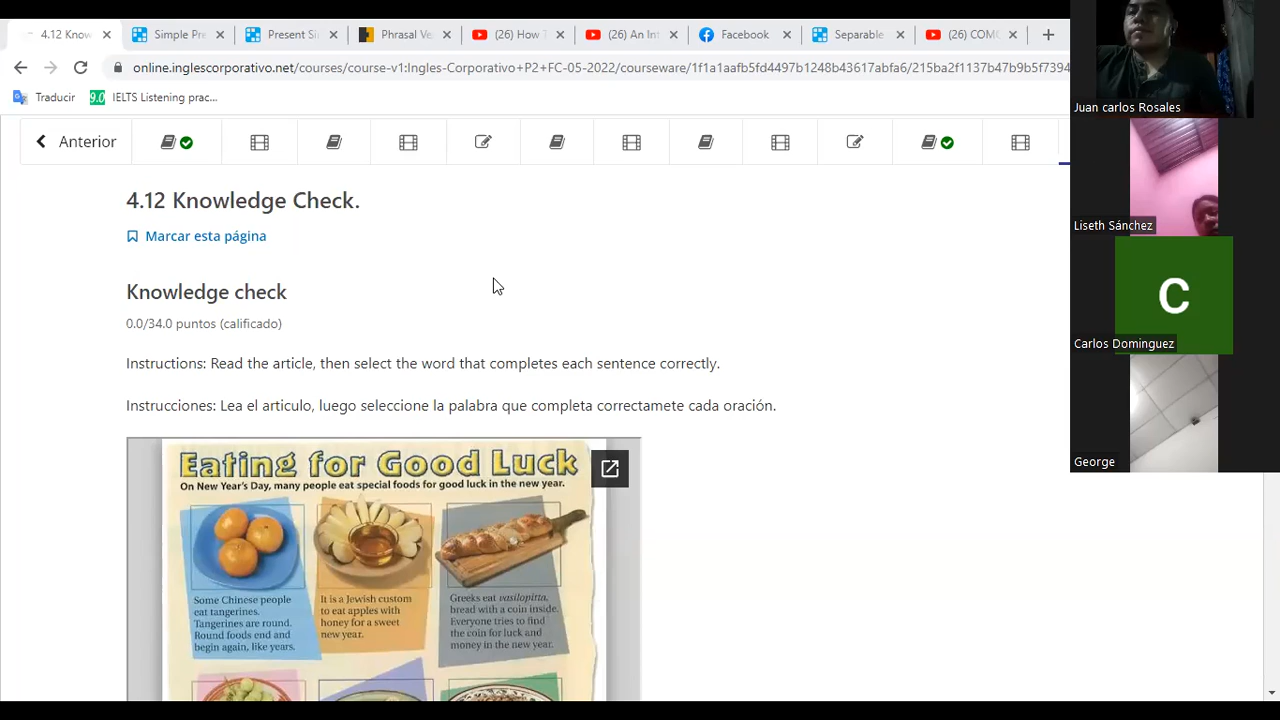 4.12 Know
Simple Pre
Present Si
Phrasal Ve
(26) How
(26) An Int
Facebook
Separable
(26) COM
online.inglescorporativo.net/courses/course-v1:Ingles-Corporativo+P2+FC-05-2022/courseware/1f1a1aafb5fd4497b1248b43617abfa6/215ba2f1137b47b9b5f7394
Traducir
9.0
IELTS Listening prac...
Anterior
4.12 Knowledge Check.
Marcar esta página
Knowledge check
0.0/34.0 puntos (calificado)
Instructions: Read the article, then select the word that completes each sentence correctly.
Instrucciones: Lea el articulo, luego seleccione la palabra que completa correctamete cada oración.
Eating for Good Luck
On New Year's Day, many people eat special foods for good luck in the new year.
Some Chinese people
eat tangerines.
Tangerines are round.
Round foods end and
begin again, like years.
It is a Jewish custom
to eat apples with
honey for a sweet
new year.
Greeks eat vasilopitta,
bread with a coin inside.
Everyone tries to find
the coin for luck and
money in the new year.
Juan carlos Rosales
Liseth Sánchez
C
Carlos Dominguez
George